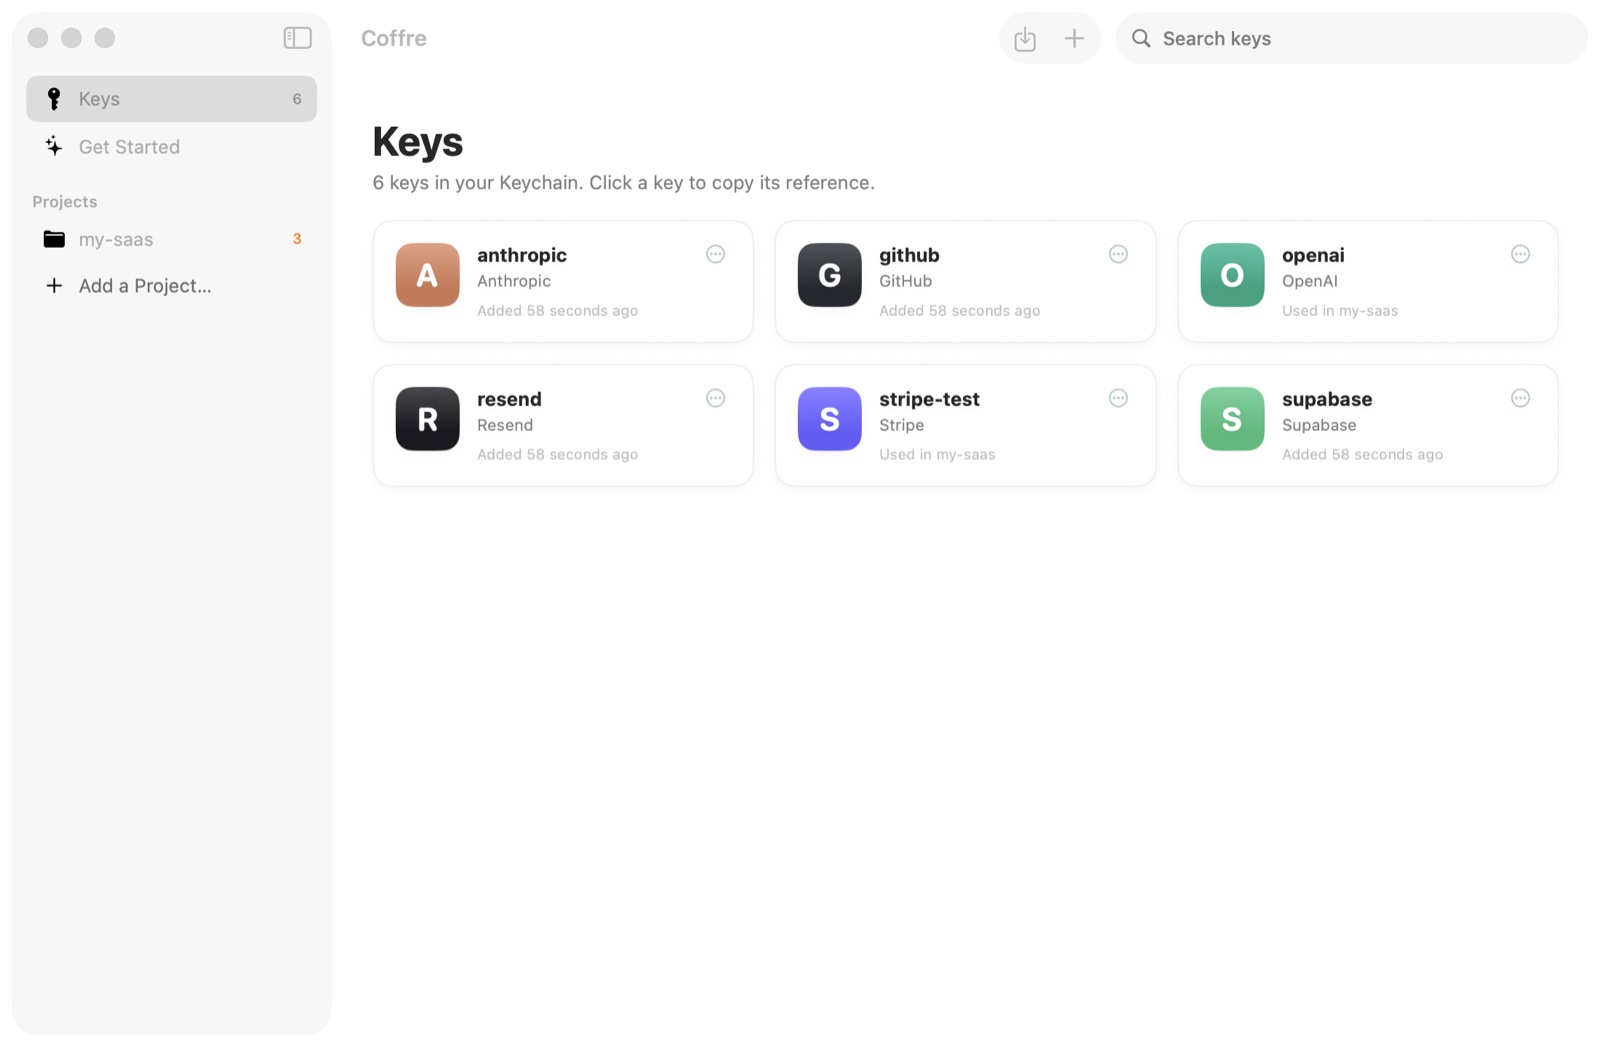 Coffre
Search keys
Keys 6
Get Started
Projects
my-saas 3
Add a Project...
Keys
6 keys in your Keychain. Click a key to copy its reference.
A
anthropic
Anthropic
Added 58 seconds ago
G
github
GitHub
Added 58 seconds ago
O
openai
OpenAI
Used in my-saas
R
resend
Resend
Added 58 seconds ago
S
stripe-test
Stripe
Used in my-saas
S
supabase
Supabase
Added 58 seconds ago